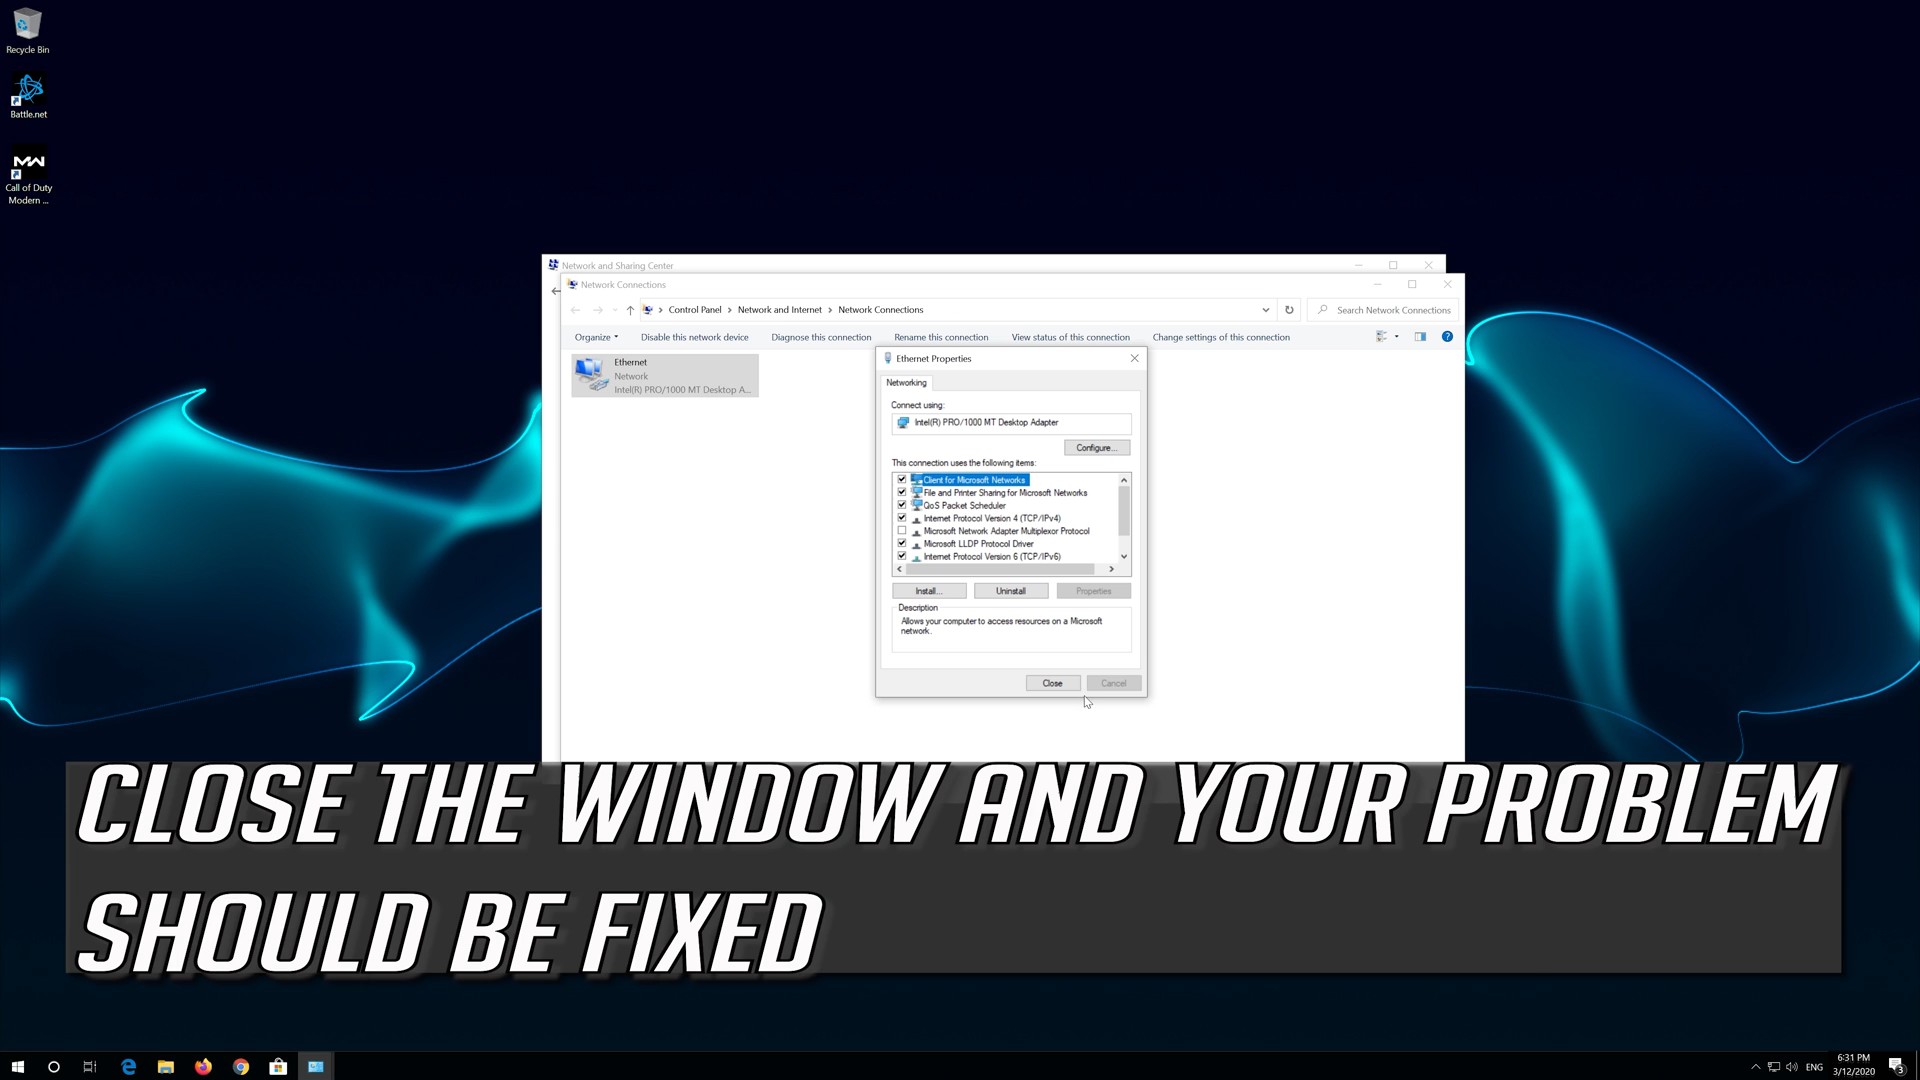 Recycle Bin
Battle.net
Call of Duty
Modern ...
Network and Sharing Center
Network Connections
Control Panel > Network and Internet > Network Connections
Search Network Connections
Organize
Disable this network device
Diagnose this connection
Rename this connection
View status of this connection
Change settings of this connection
Ethernet
Network
Intel(R) PRO/1000 MT Desktop A...
Ethernet Properties
Networking
Connect using:
Intel(R) PRO/1000 MT Desktop Adapter
Configure...
This connection uses the following items:
Client for Microsoft Networks
File and Printer Sharing for Microsoft Networks
QoS Packet Scheduler
Internet Protocol Version 4 (TCP/IPv4)
Microsoft Network Adapter Multiplexor Protocol
Microsoft LLDP Protocol Driver
Internet Protocol Version 6 (TCP/IPv6)
Install...
Uninstall
Properties
Description
Allows your computer to access resources on a Microsoft
network.
Close
Cancel
CLOSE THE WINDOW AND YOUR PROBLEM
SHOULD BE FIXED
ENG
6:31 PM
3/12/2020
3